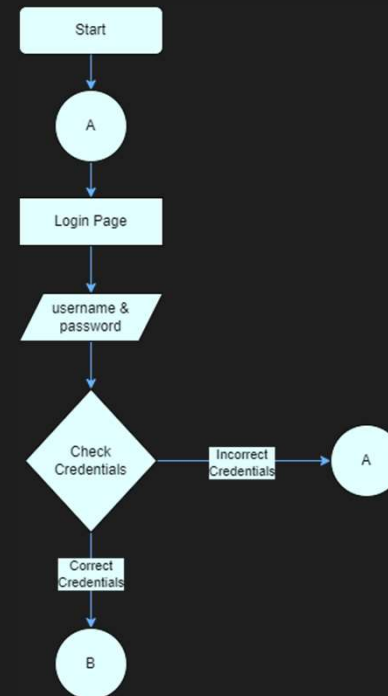 Start
A
Login Page
username &
password
Check
Credentials
Incorrect
Credentials
A
Correct
Credentials
B